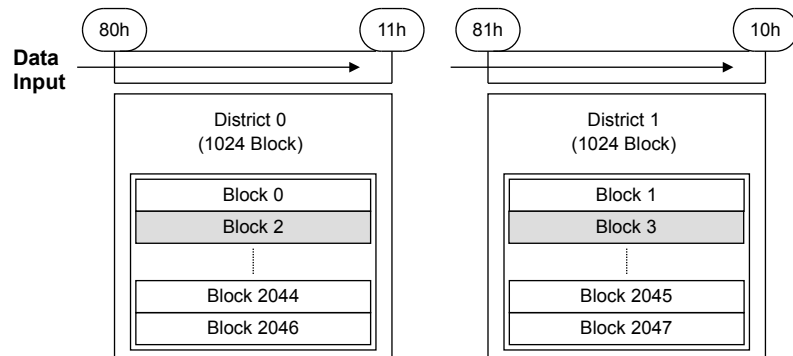 80h 11h 81h 10h
Data
Input
District 0
(1024 Block)
Block 0
Block 2
Block 2044
Block 2046
District 1
(1024 Block)
Block 1
Block 3
Block 2045
Block 2047